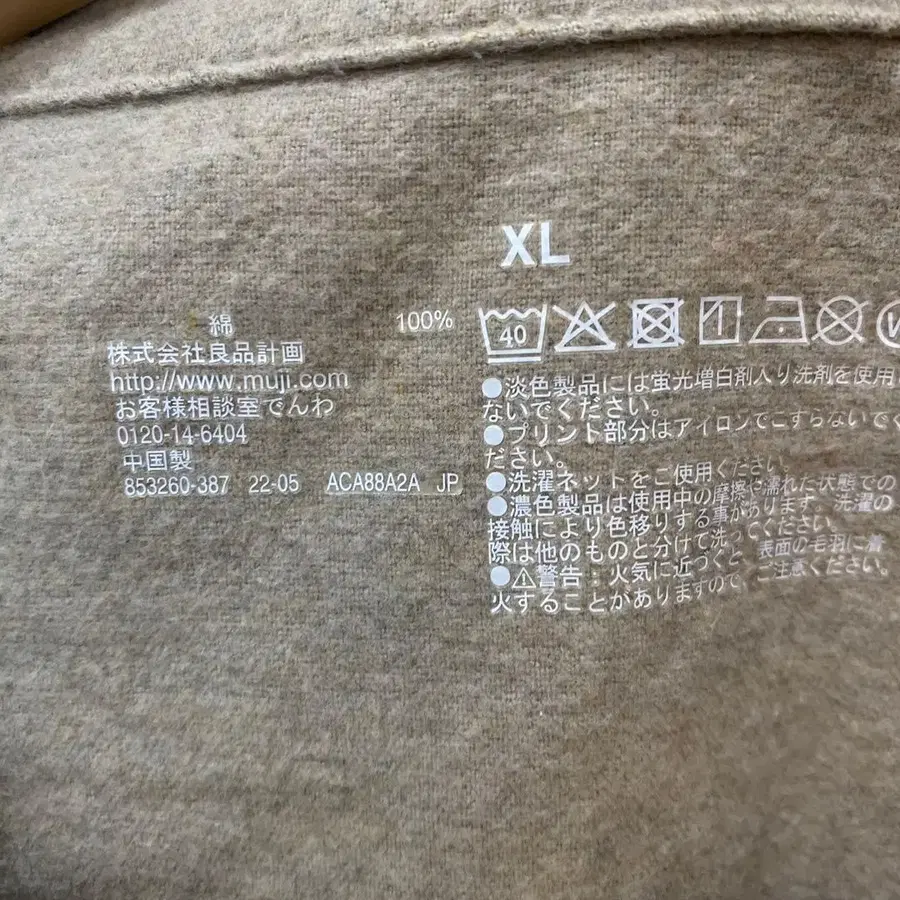 XL
綿 100%
株式会社良品計画
http://www.muji.com
お客様相談室でんわ
0120-14-6404
中国製
853260-387 22-05 ACA88A2A JP
40
●淡色製品には蛍光増白剤入り洗剤を使用し
ないでください。
●プリント部分はアイロンでこすらないでく
ださい。
●洗濯ネットをご使用ください。
●濃色製品は使用中の摩擦や濡れた状態での
接触により色移りする事があります。洗濯の
際は他のものと分けて洗ってください。
●⚠警告：火気に近づくと、表面の毛羽に着
火することがありますので、ご注意ください。